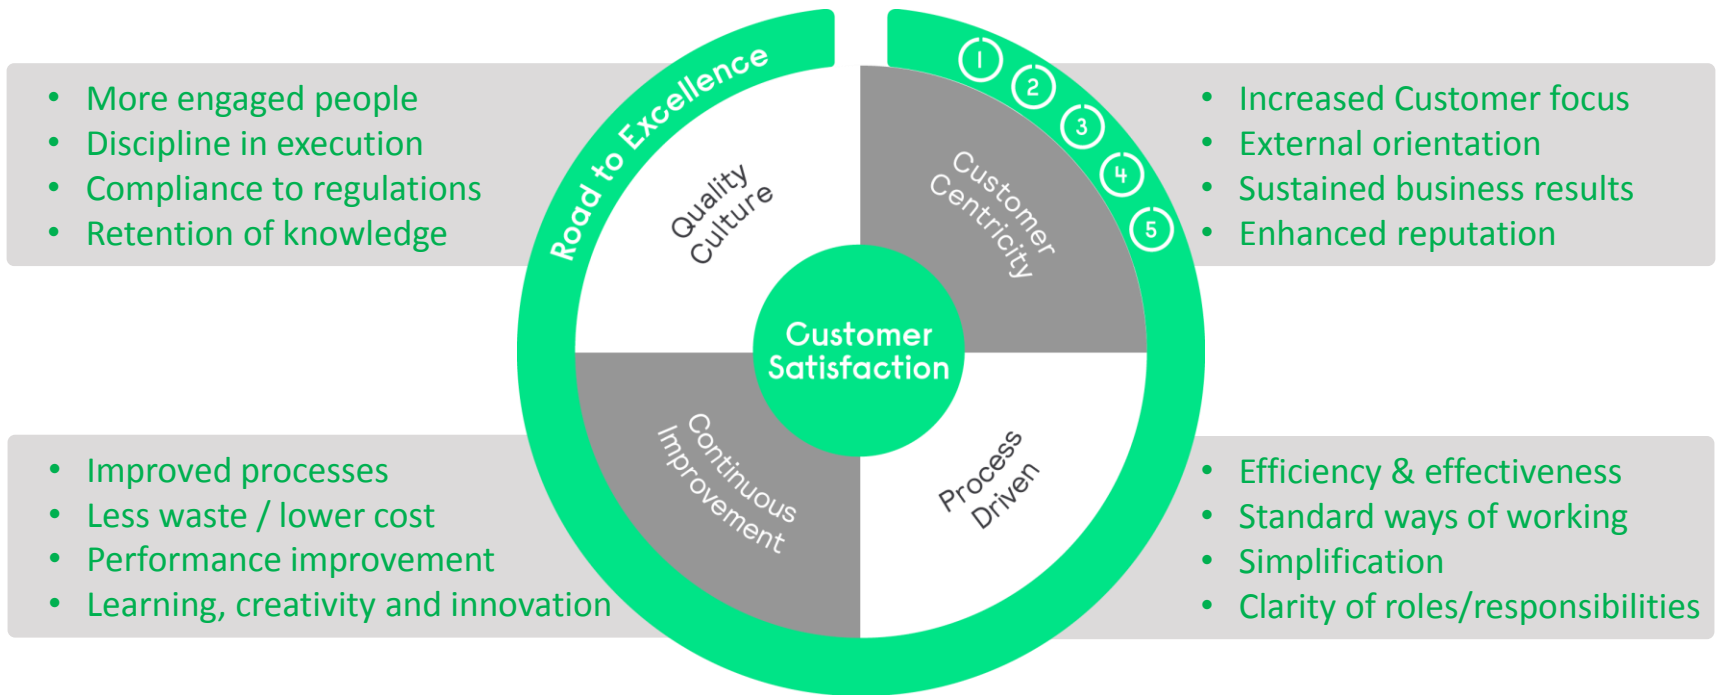 • More engaged people
• Discipline in execution
• Compliance to regulations
• Retention of knowledge
Road to Excellence
1
2
3
4
5
Quality
Culture
Customer
Centricity
• Increased Customer focus
• External orientation
• Sustained business results
• Enhanced reputation
Customer
Satisfaction
• Improved processes
• Less waste / lower cost
• Performance improvement
• Learning, creativity and innovation
Continuous
Improvement
Process
Driven
• Efficiency & effectiveness
• Standard ways of working
• Simplification
• Clarity of roles/responsibilities